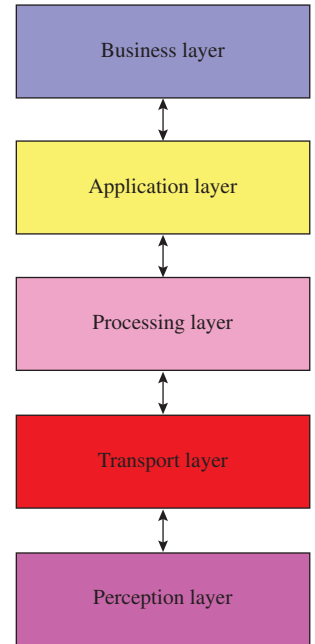 Business layer
Application layer
Processing layer
Transport layer
Perception layer